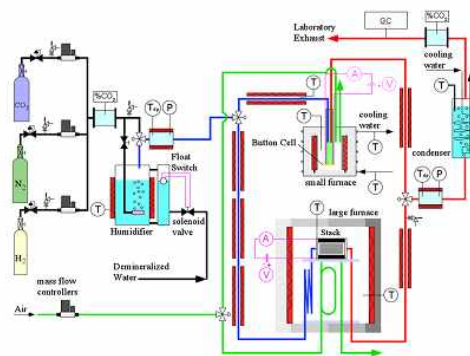 GC
Laboratory
Exhaust
%CO2
cooling
water
CO2
%CO2
A
V
T
Tdp
P
T
T
cooling
water
T
condenser
Float
Switch
Button Cell
small furnace
T
Tdp
P
N2
T
Humidifier
solenoid
valve
T
large furnace
Stack
A
V
T
H2
Demineralized
Water
mass flow
controllers
Air